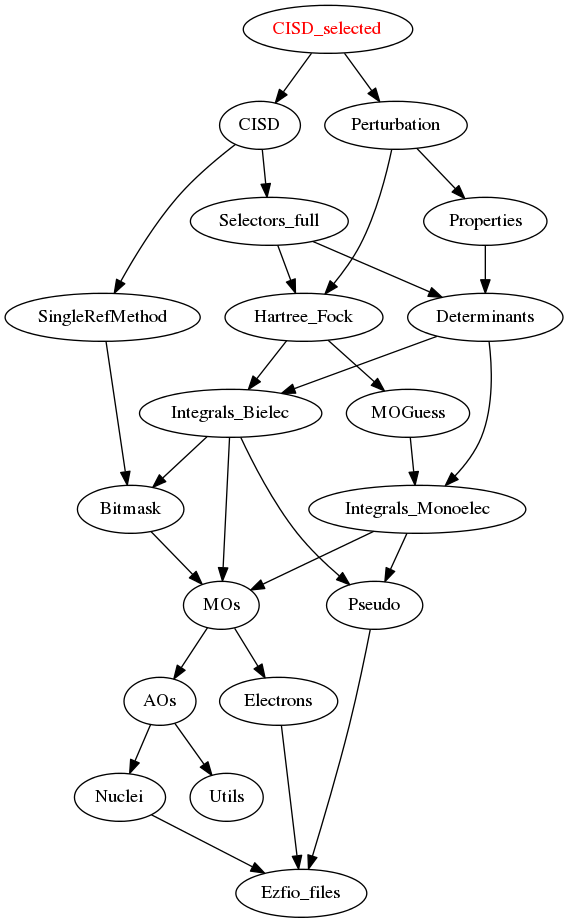 CISD_selected
CISD
Perturbation
Selectors_full
Properties
SingleRefMethod
Hartree_Fock
Determinants
Integrals_Bielec
MOGuess
Bitmask
Integrals_Monoelec
MOs
Pseudo
AOs
Electrons
Nuclei
Utils
Ezfio_files